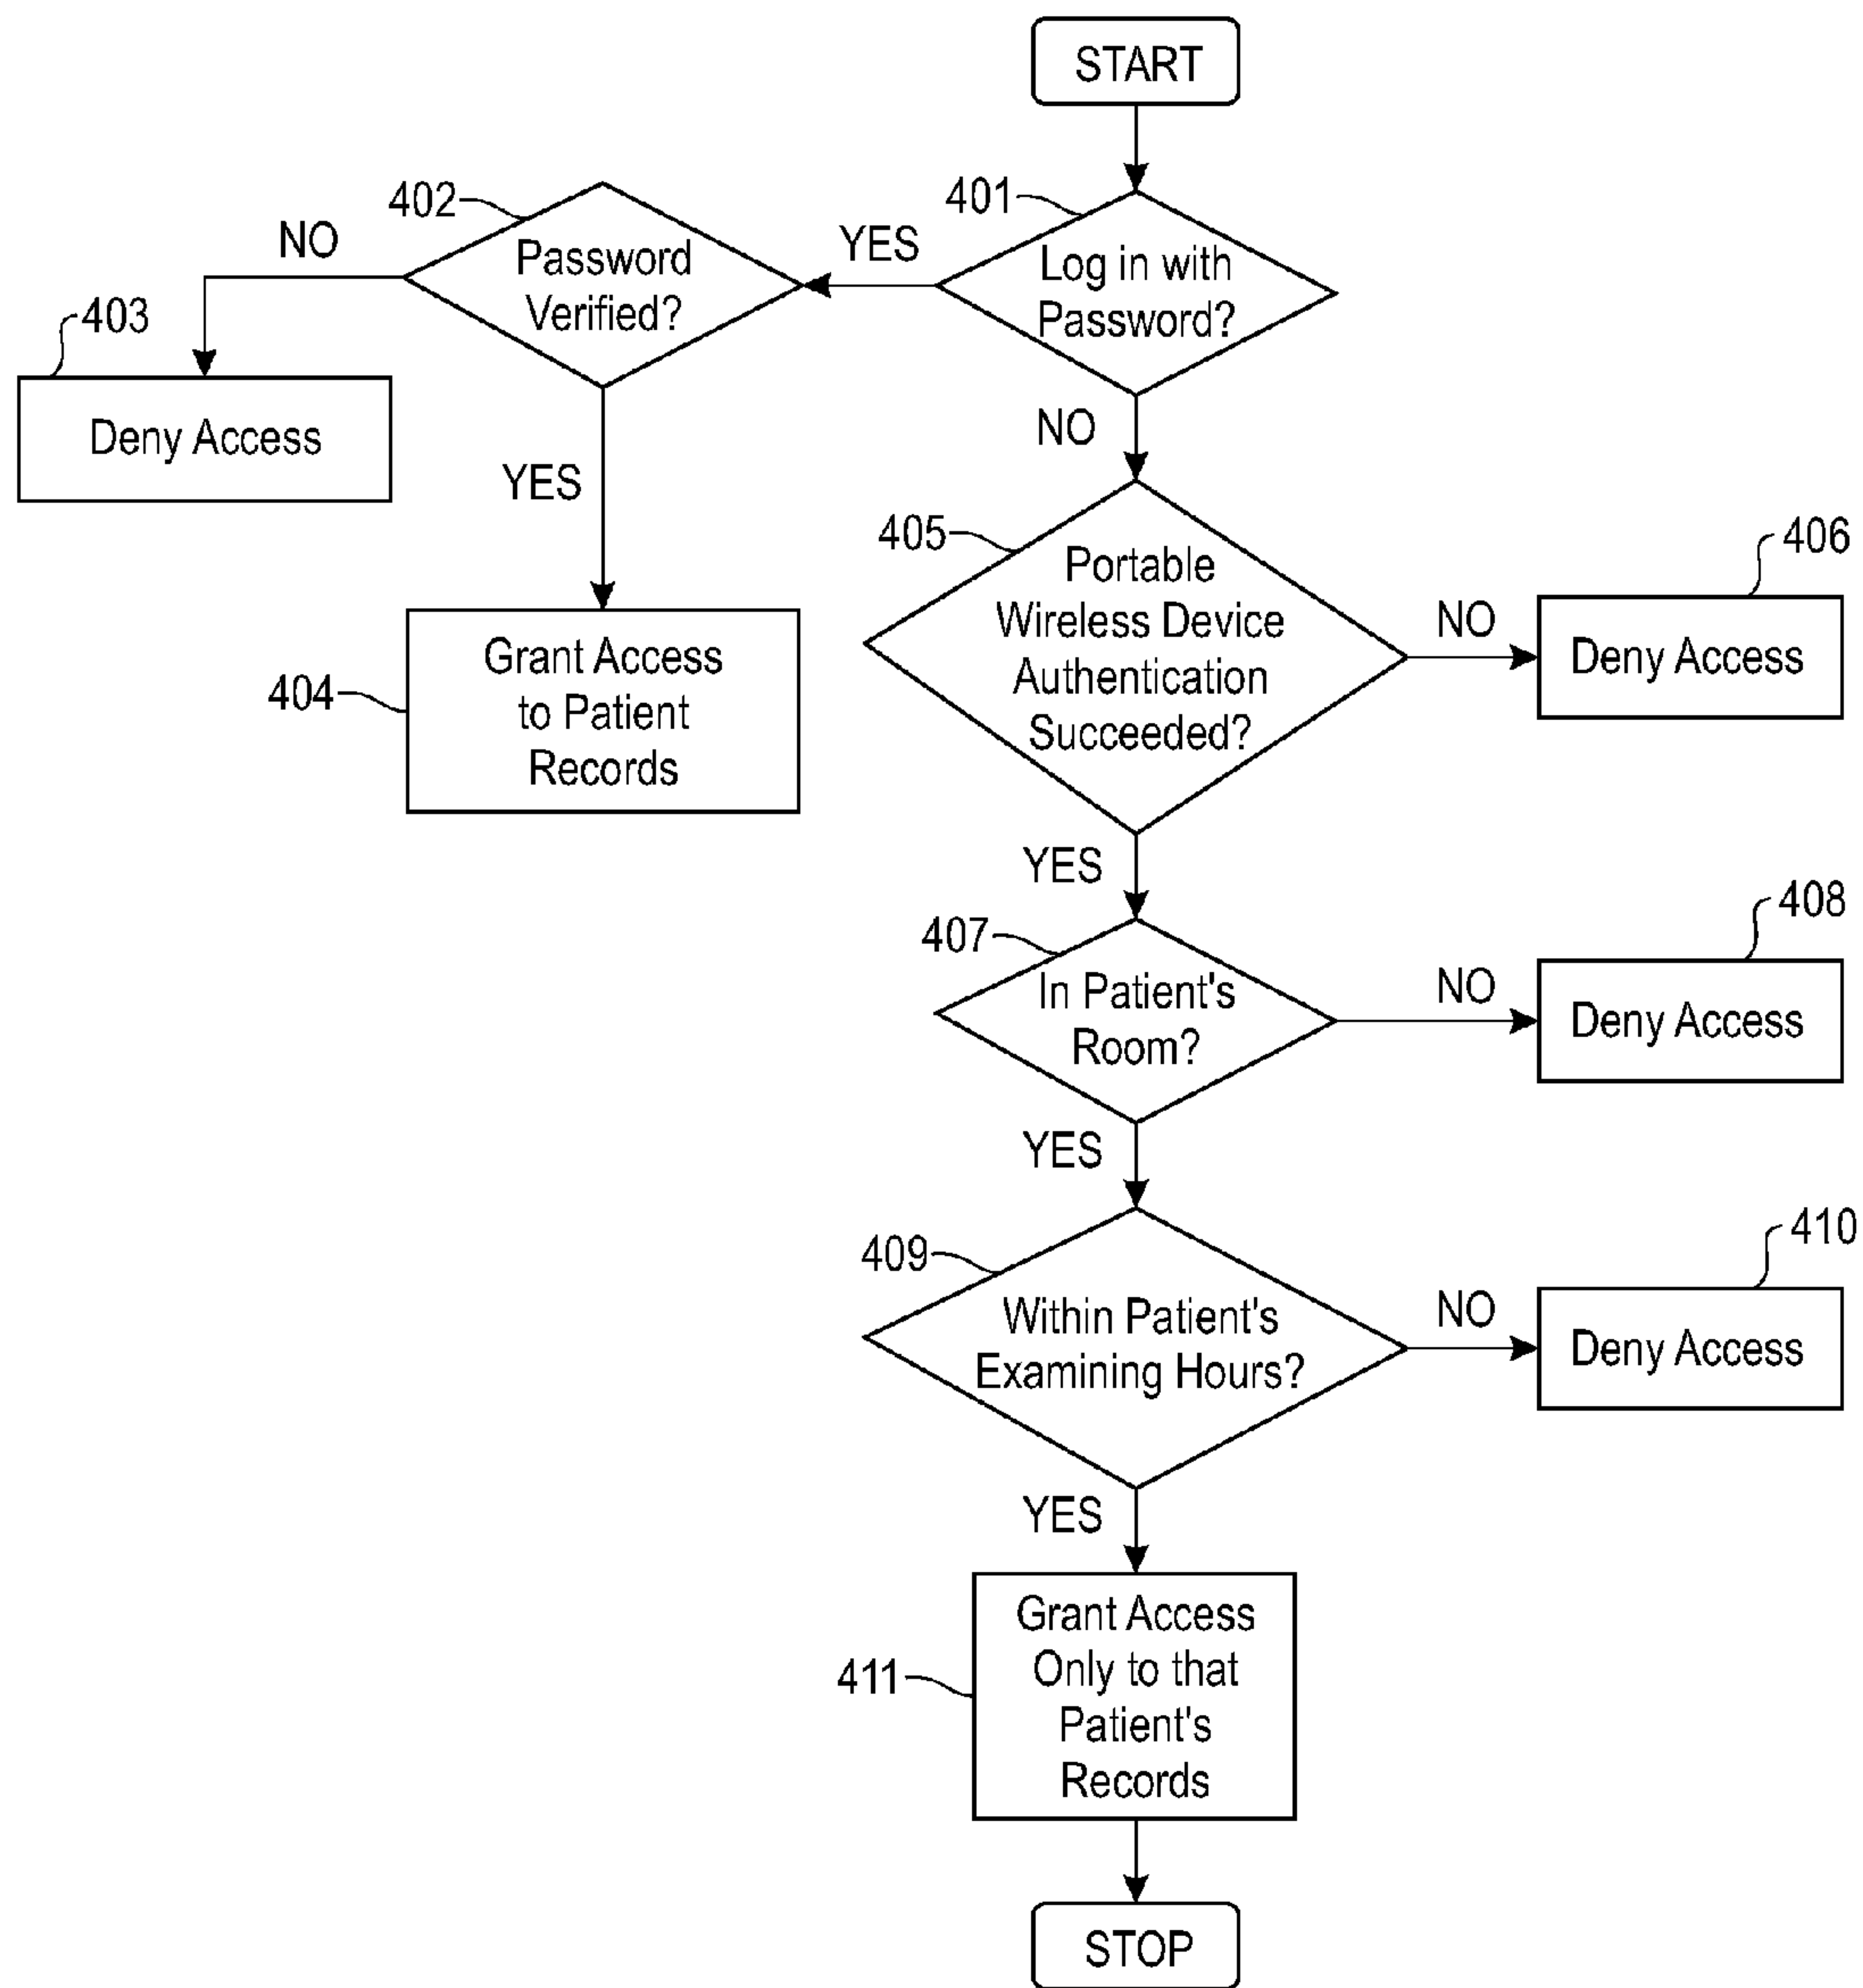 START
401
Log in with
Password?
YES
402
Password
Verified?
NO
403
Deny Access
YES
404
Grant Access
to Patient
Records
NO
405
Portable
Wireless Device
Authentication
Succeeded?
NO
406
Deny Access
YES
407
In Patient's
Room?
NO
408
Deny Access
YES
409
Within Patient's
Examining Hours?
NO
410
Deny Access
YES
411
Grant Access
Only to that
Patient's
Records
STOP